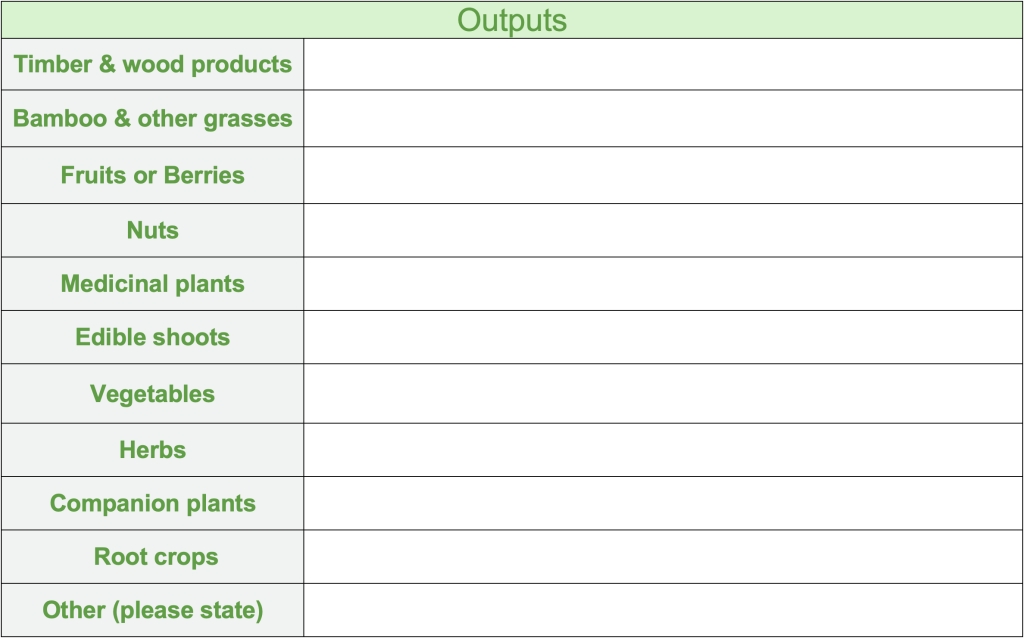 Outputs
Timber & wood products
Bamboo & other grasses
Fruits or Berries
Nuts
Medicinal plants
Edible shoots
Vegetables
Herbs
Companion plants
Root crops
Other (please state)